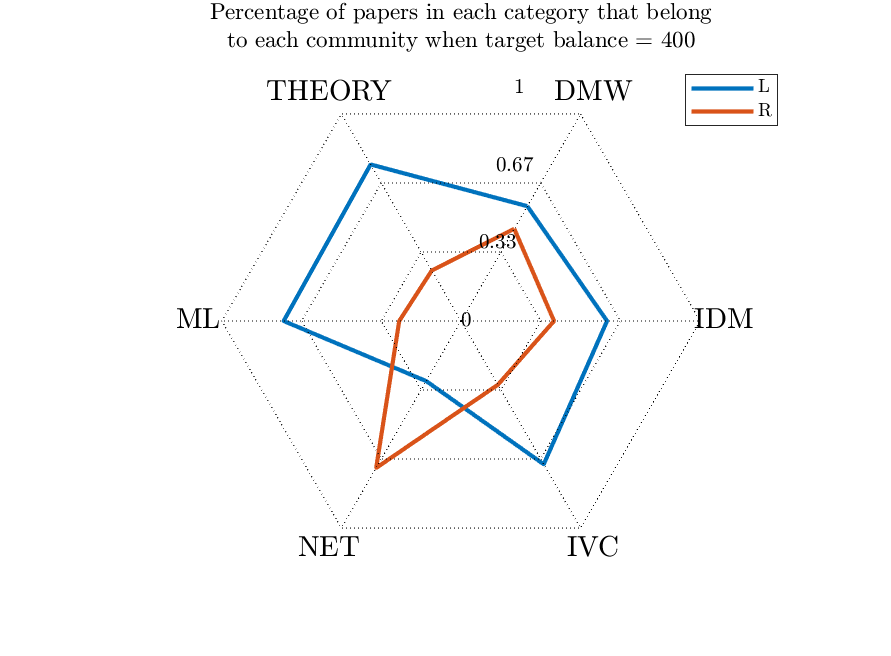 Percentage of papers in each category that belong
to each community when target balance = 400
THEORY
1
DMW
L
R
0.67
0.33
ML
0
IDM
NET
IVC